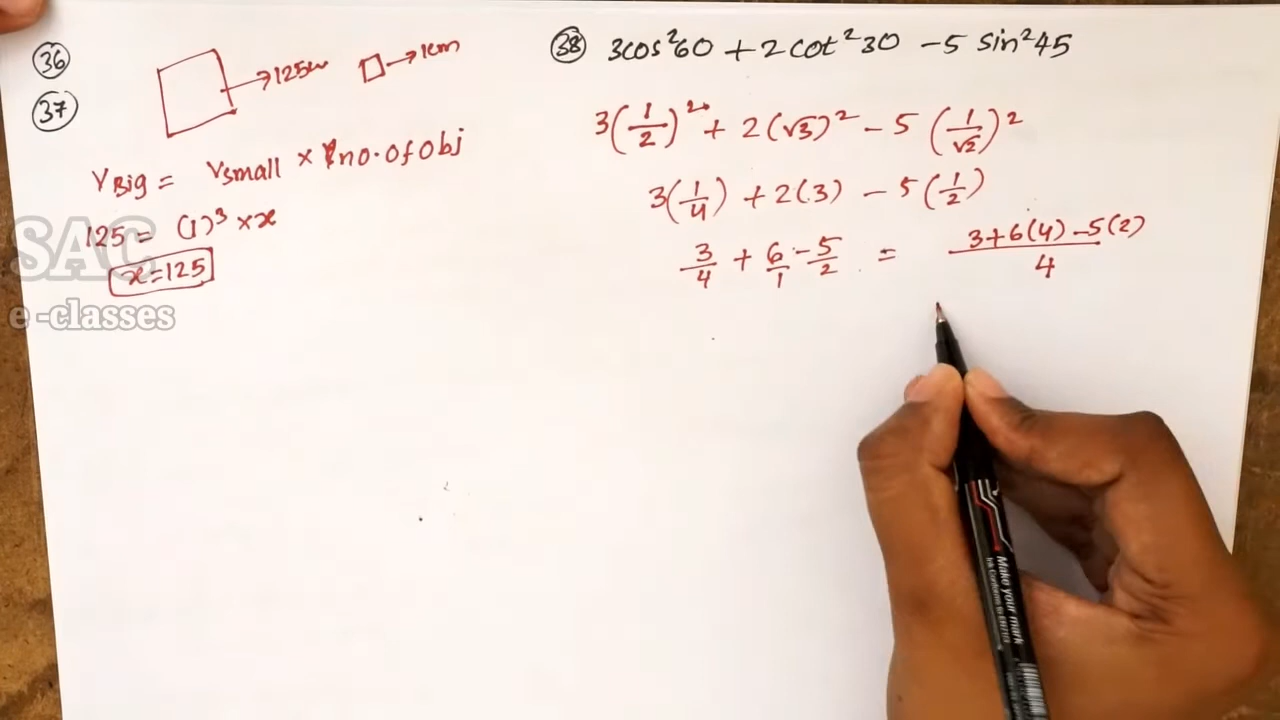 36
37
→125cm →1cm
VBig = Vsmall × no.of obj
125 = (1)³ × x
x=125
38 3cos²60 + 2cot²30 - 5 sin²45
3(1/2)² + 2(√3)² - 5(1/√2)²
3(1/4) + 2(3) - 5(1/2)
3/4 + 6/1 - 5/2 = 3+6(4)-5(2)/4
SAC
e-classes
Make your mark